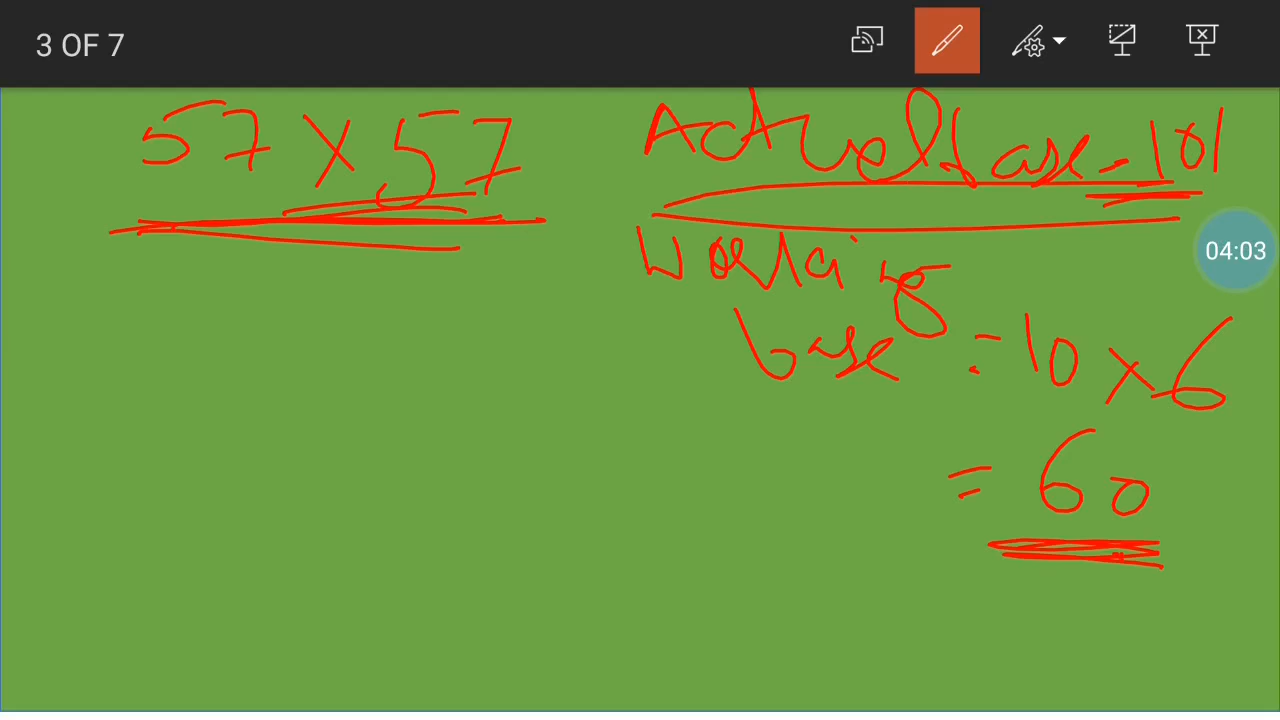 3 OF 7
04:03
57 × 57
Actual base = 10
Working
base = 10 × 6
= 60